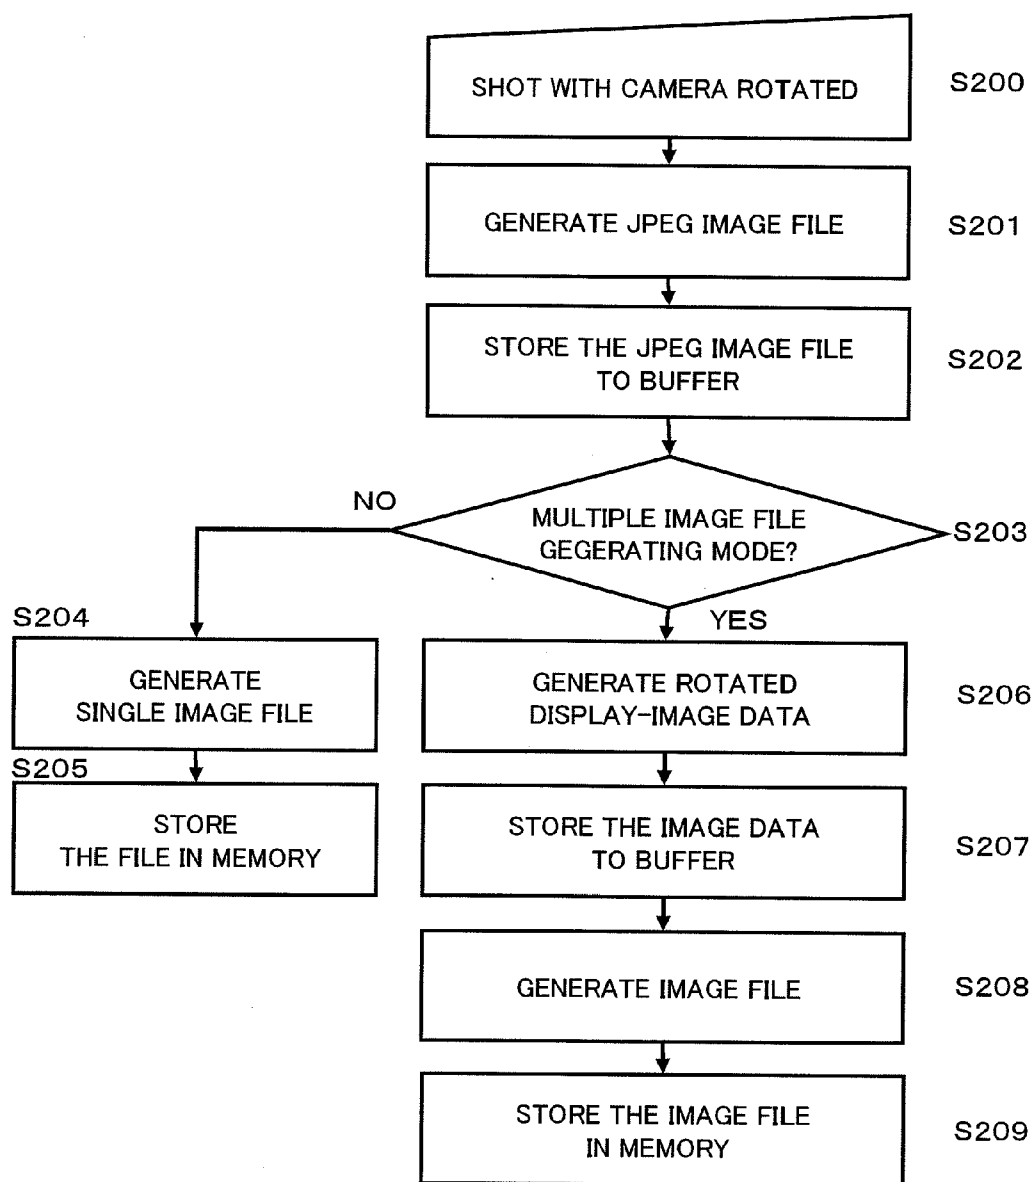 SHOT WITH CAMERA ROTATED
S200
GENERATE JPEG IMAGE FILE
S201
STORE THE JPEG IMAGE FILE
TO BUFFER
S202
MULTIPLE IMAGE FILE
GEGERATING MODE?
S203
NO
YES
S204
GENERATE
SINGLE IMAGE FILE
S205
STORE
THE FILE IN MEMORY
GENERATE ROTATED
DISPLAY-IMAGE DATA
S206
STORE THE IMAGE DATA
TO BUFFER
S207
GENERATE IMAGE FILE
S208
STORE THE IMAGE FILE
IN MEMORY
S209